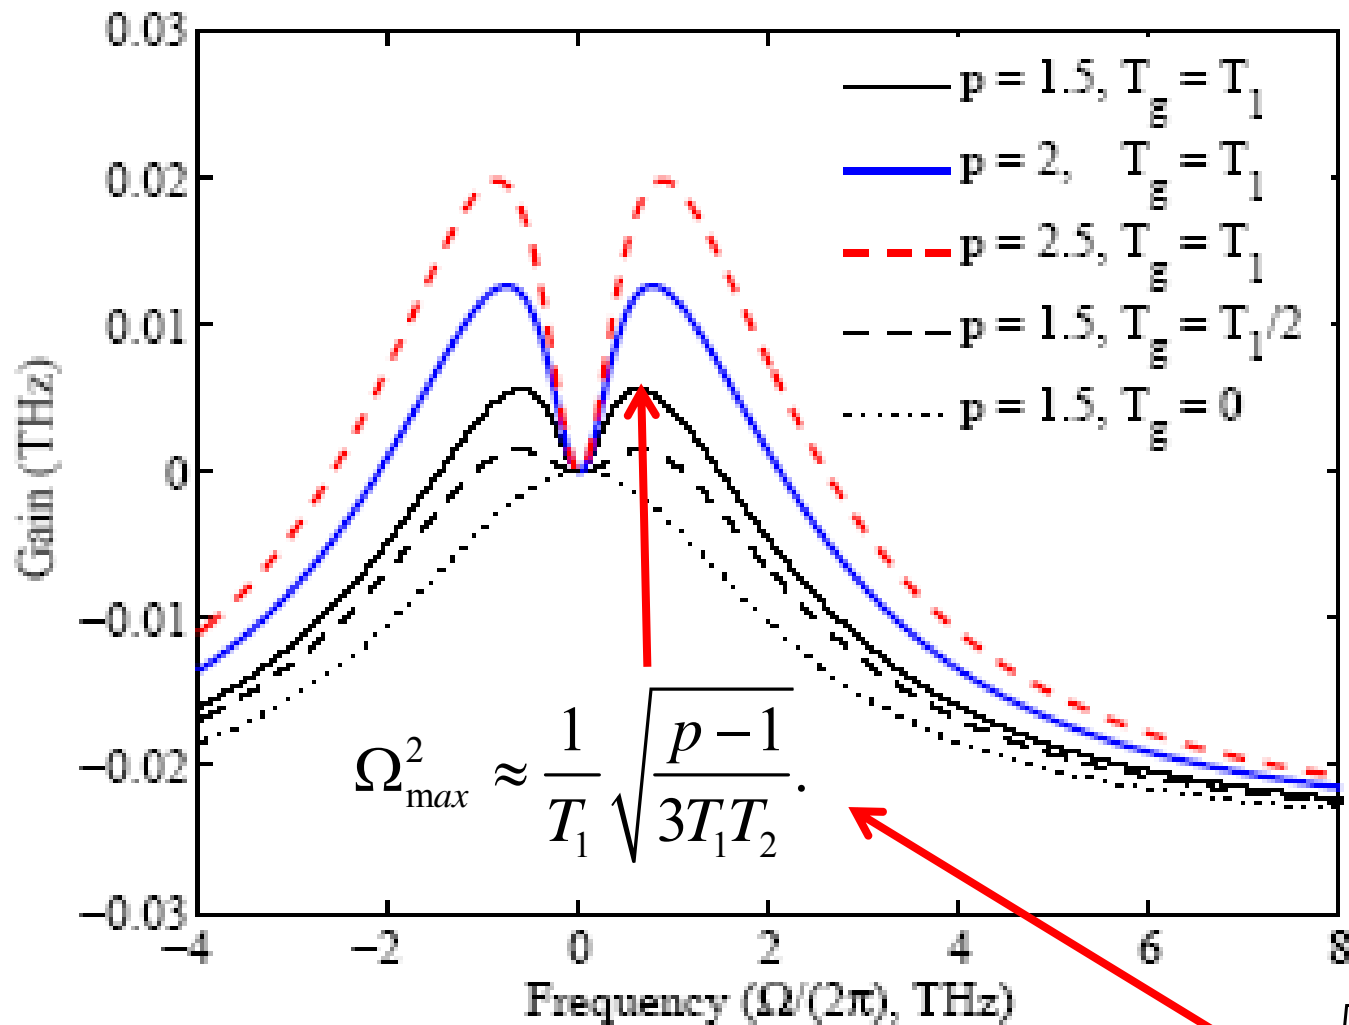 0.03
0.02
0.01
0
−0.01
−0.02
−0.03
Gain (THz)
p = 1.5, T_g = T_1
p = 2, T_g = T_1
p = 2.5, T_g = T_1
p = 1.5, T_g = T_1/2
p = 1.5, T_g = 0
Ω²_max ≈ 1/T_1 √((p − 1)/(3T_1T_2)).
−4 −2 0 2 4 6 8
Frequency (Ω/(2π), THz)